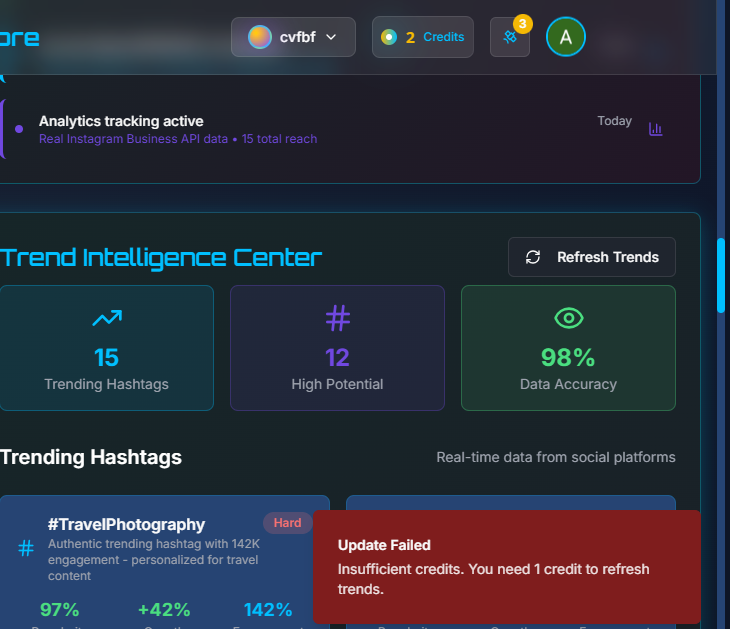 ore
cvfbf
2 Credits
3
A
Analytics tracking active
Today
Real Instagram Business API data • 15 total reach
Trend Intelligence Center
Refresh Trends
15
Trending Hashtags
12
High Potential
98%
Data Accuracy
Trending Hashtags
Real-time data from social platforms
#TravelPhotography
Hard
Authentic trending hashtag with 142K
engagement - personalized for travel
content
97%
+42%
142%
Update Failed
Insufficient credits. You need 1 credit to refresh
trends.